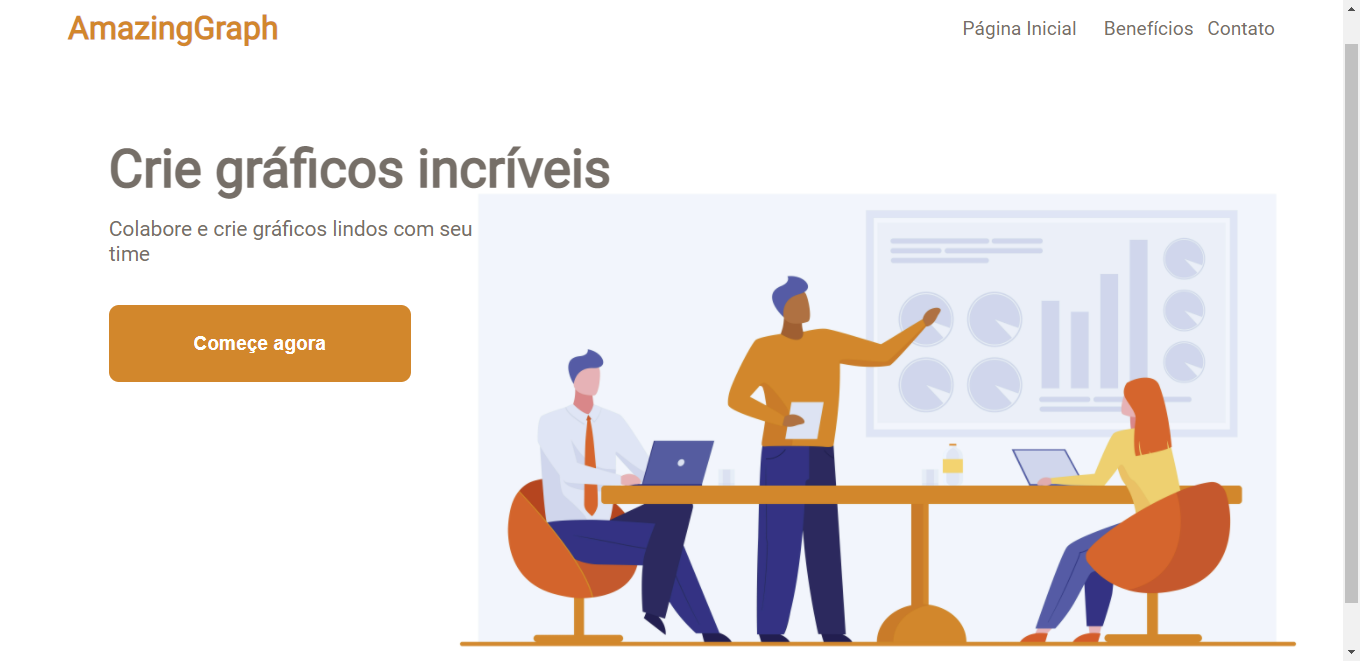 AmazingGraph
Página Inicial Benefícios Contato
Crie gráficos incríveis
Colabore e crie gráficos lindos com seu
time
Começe agora